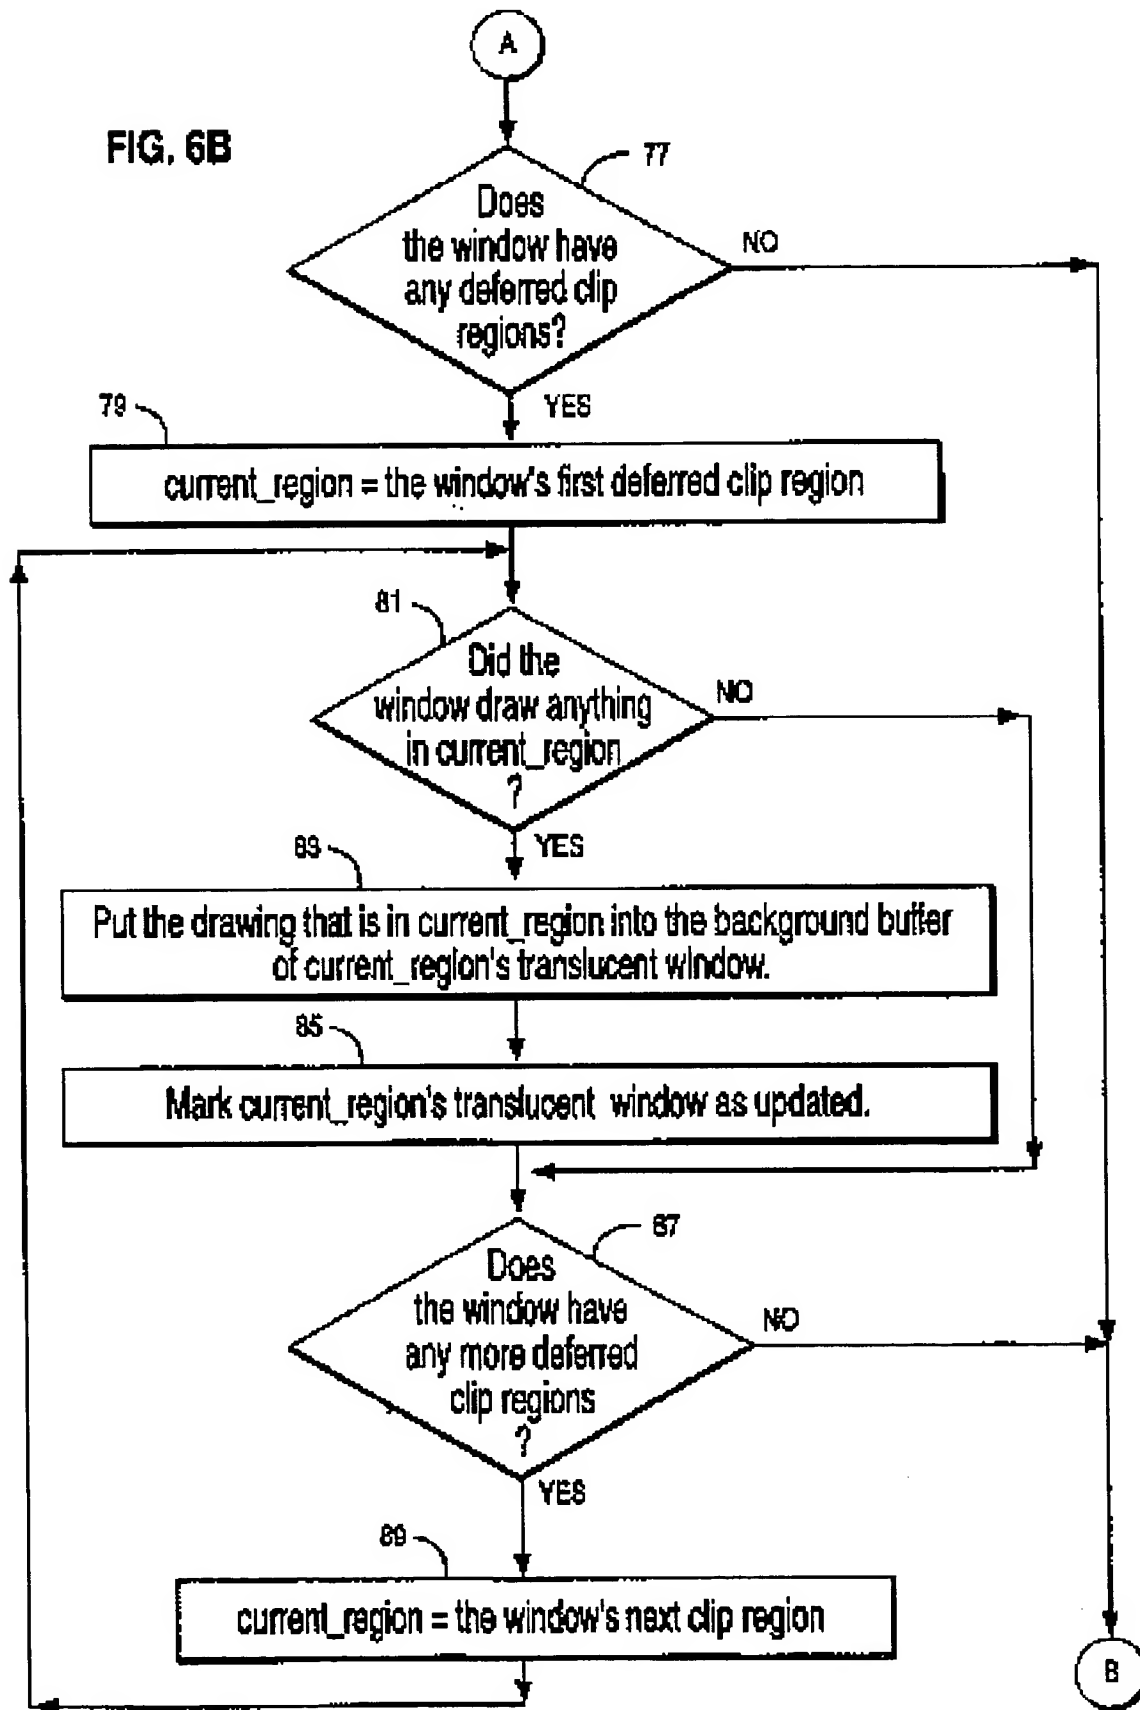 A
FIG. 6B
77
Does
the window have
any deferred clip
regions?
NO
YES
79
current_region = the window's first deferred clip region
81
Did the
window draw anything
in current_region
?
NO
YES
83
Put the drawing that is in current_region into the background buffer
of current_region's translucent window.
85
Mark current_region's translucent window as updated.
87
Does
the window have
any more deferred
clip regions
?
NO
YES
89
current_region = the window's next clip region
B